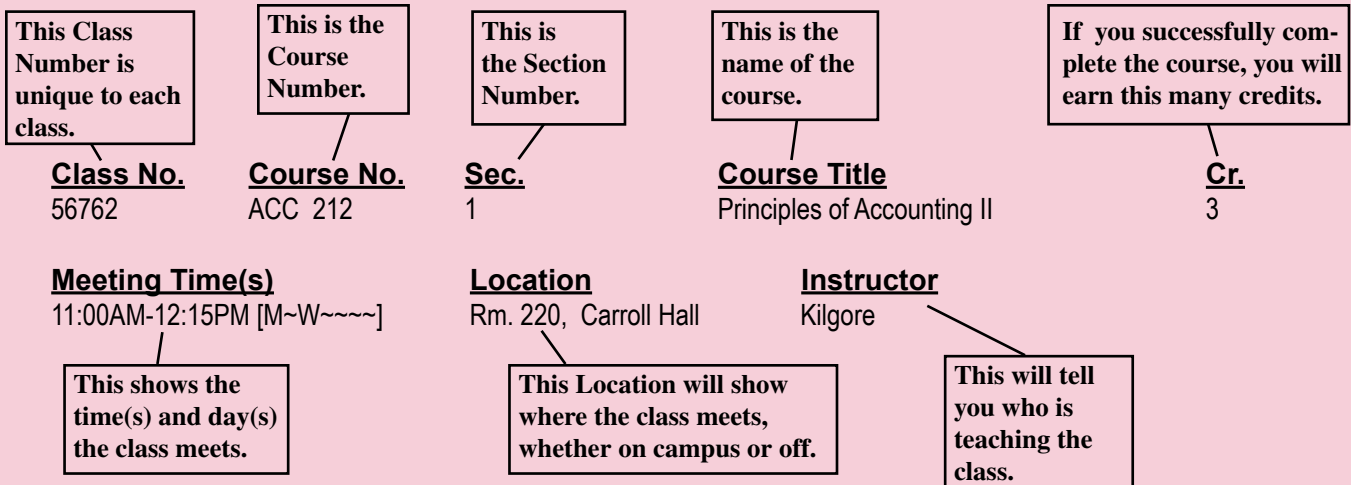 This Class
Number is
unique to each
class.
This is the
Course
Number.
This is
the Section
Number.
This is the
name of the
course.
If  you successfully com-
plete the course, you will
earn this many credits.
Class No. Course No. Sec. Course Title Cr.
56762 ACC  212 1 Principles of Accounting II 3
Meeting Time(s) Location Instructor
11:00AM-12:15PM [M~W~~~~] Rm. 220,  Carroll Hall Kilgore
This shows the
time(s) and day(s)
the class meets.
This Location will show
where the class meets,
whether on campus or off.
This will tell
you who is
teaching the
class.